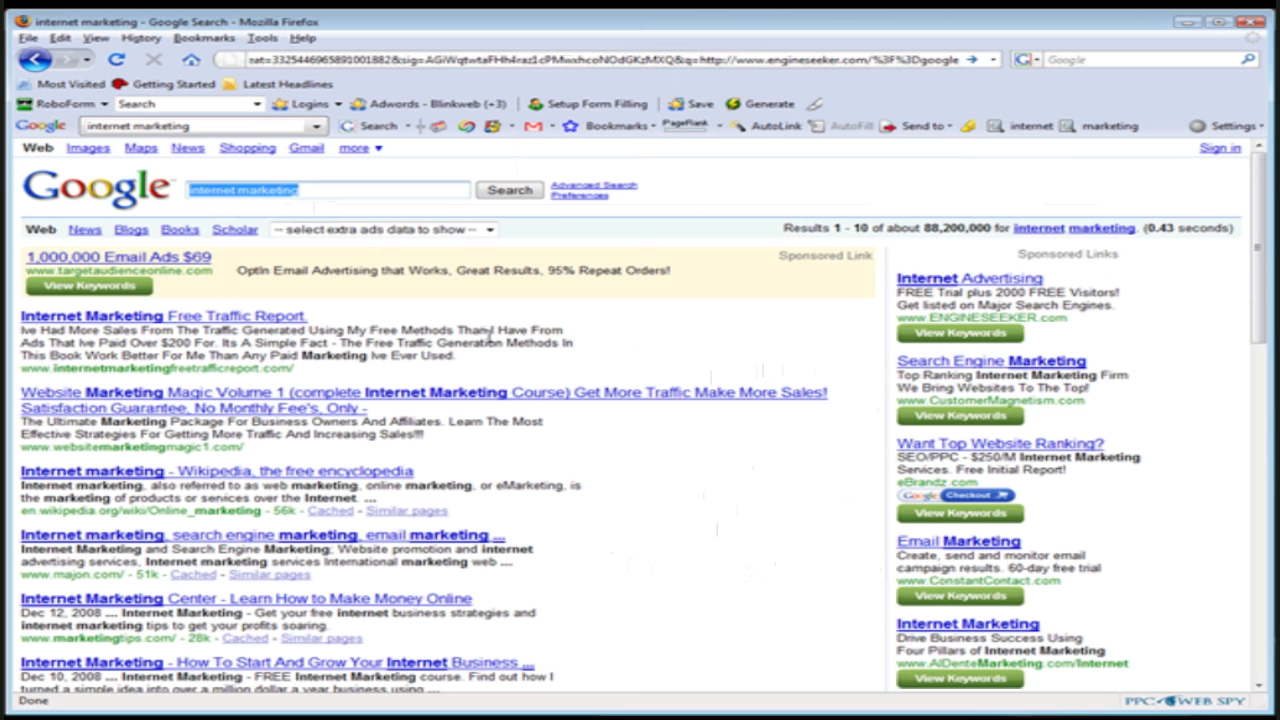 internet marketing - Google Search - Mozilla Firefox
File Edit View History Bookmarks Tools Help
sat=3325446965891001882&sig=AGiWqtwtaFHh4raz1cPMwxhcoNOdGKzMXQ&q=http://www.engineseeker.com/%3F%3Dgoogle Google
Most Visited Getting Started Latest Headlines
RoboForm Search Logins Adwords - Blinkweb (+3) Setup Form Filling Save Generate
Google internet marketing Search Bookmarks PageRank AutoLink AutoFill Send to internet marketing Settings
Web Images Maps News Shopping Gmail more Sign in
Google internet marketing Search Advanced Search
Preferences
Web News Blogs Books Scholar -- select extra ads data to show -- Results 1 - 10 of about 88,200,000 for internet marketing. (0.43 seconds)
1,000,000 Email Ads $69 Sponsored Link
www.targetaudienceonline.com OptIn Email Advertising that Works, Great Results, 95% Repeat Orders!
View Keywords
Internet Marketing Free Traffic Report.
Ive Had More Sales From The Traffic Generated Using My Free Methods Than I Have From
Ads That Ive Paid Over $200 For. Its A Simple Fact - The Free Traffic Generation Methods In
This Book Work Better For Me Than Any Paid Marketing Ive Ever Used.
www.internetmarketingfreetrafficreport.com/
Website Marketing Magic Volume 1 (complete Internet Marketing Course) Get More Traffic Make More Sales!
Satisfaction Guarantee, No Monthly Fee's, Only -
The Ultimate Marketing Package For Business Owners And Affiliates. Learn The Most
Effective Strategies For Getting More Traffic And Increasing Sales!!!
www.websitemarketingmagic1.com/
Internet marketing - Wikipedia, the free encyclopedia
Internet marketing, also referred to as web marketing, online marketing, or eMarketing, is
the marketing of products or services over the Internet. ...
en.wikipedia.org/wiki/Online_marketing - 56k - Cached - Similar pages
Internet marketing, search engine marketing, email marketing ...
Internet Marketing and Search Engine Marketing; Website promotion and internet
advertising services, Internet marketing services International marketing web ...
www.majon.com/ - 51k - Cached - Similar pages
Internet Marketing Center - Learn How to Make Money Online
Dec 12, 2008 ... Internet Marketing - Get your free internet business strategies and
internet marketing tips to get your profits soaring.
www.marketingtips.com/ - 28k - Cached - Similar pages
Internet Marketing - How To Start And Grow Your Internet Business ...
Dec 10, 2008 ... Internet Marketing - FREE Internet Marketing course. Find out how I
turned a simple idea into over a million dollar a year business using ...
Sponsored Links
Internet Advertising
FREE Trial plus 2000 FREE Visitors!
Get listed on Major Search Engines.
www.ENGINESEEKER.com
View Keywords
Search Engine Marketing
Top Ranking Internet Marketing Firm
We Bring Websites To The Top!
www.CustomerMagnetism.com
View Keywords
Want Top Website Ranking?
SEO/PPC - $250/M Internet Marketing
Services. Free Initial Report!
eBrandz.com
Google Checkout
View Keywords
Email Marketing
Create, send and monitor email
campaign results. 60-day free trial
www.ConstantContact.com
View Keywords
Internet Marketing
Drive Business Success Using
Four Pillars of Internet Marketing
www.AlDenteMarketing.com/Internet
View Keywords
Done PPC WEB SPY